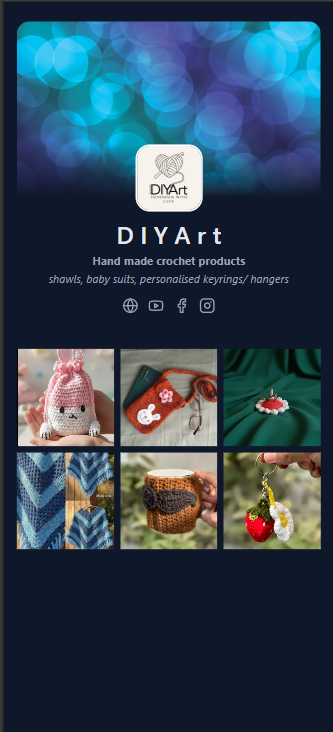 DIYArt
HANDMADE WITH
LOVE
DIYArt
Hand made crochet products
shawls, baby suits, personalised keyrings/ hangers